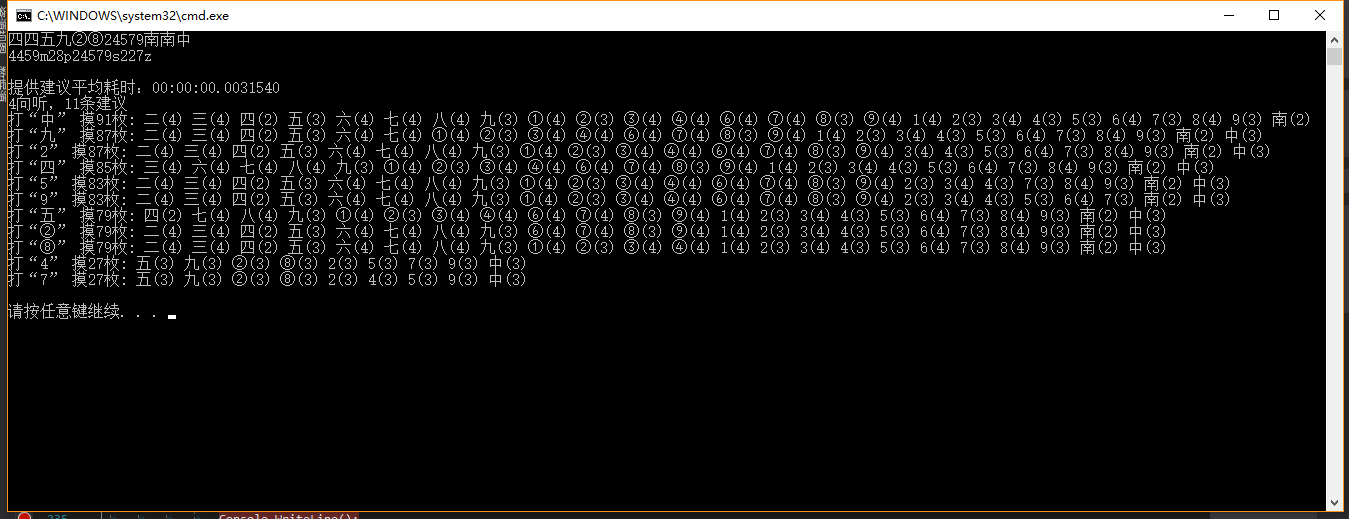 C:\WINDOWS\system32\cmd.exe
四四五九②⑧24579南南中
4459m28p24579s227z
提供建议平均耗时: 00:00:00.0031540
4向听, 11条建议
打“中” 摸91枚: 二(4) 三(4) 四(2) 五(3) 六(4) 七(4) 八(4) 九(3) ①(4) ②(3) ③(4) ④(4) ⑥(4) ⑦(4) ⑧(3) ⑨(4) 1(4) 2(3) 3(4) 4(3) 5(3) 6(4) 7(3) 8(4) 9(3) 南(2)
打“九” 摸87枚: 二(4) 三(4) 四(2) 五(3) 六(4) 七(4) ①(4) ②(3) ③(4) ④(4) ⑥(4) ⑦(4) ⑧(3) ⑨(4) 1(4) 2(3) 3(4) 4(3) 5(3) 6(4) 7(3) 8(4) 9(3) 南(2) 中(3)
打“2” 摸87枚: 二(4) 三(4) 四(2) 五(3) 六(4) 七(4) 八(4) 九(3) ①(4) ②(3) ③(4) ④(4) ⑥(4) ⑦(4) ⑧(3) ⑨(4) 3(4) 4(3) 5(3) 6(4) 7(3) 8(4) 9(3) 南(2) 中(3)
打“四” 摸85枚: 三(4) 六(4) 七(4) 八(4) 九(3) ①(4) ②(3) ③(4) ④(4) ⑥(4) ⑦(4) ⑧(3) ⑨(4) 1(4) 2(3) 3(4) 4(3) 5(3) 6(4) 7(3) 8(4) 9(3) 南(2) 中(3)
打“5” 摸83枚: 二(4) 三(4) 四(2) 五(3) 六(4) 七(4) 八(4) 九(3) ①(4) ②(3) ③(4) ④(4) ⑥(4) ⑦(4) ⑧(3) ⑨(4) 2(3) 3(4) 4(3) 7(3) 8(4) 9(3) 南(2) 中(3)
打“9” 摸83枚: 二(4) 三(4) 四(2) 五(3) 六(4) 七(4) 八(4) 九(3) ①(4) ②(3) ③(4) ④(4) ⑥(4) ⑦(4) ⑧(3) ⑨(4) 1(4) 2(3) 3(4) 4(3) 5(3) 6(4) 7(3) 南(2) 中(3)
打“五” 摸79枚: 四(2) 七(4) 八(4) 九(3) ①(4) ②(3) ③(4) ④(4) ⑥(4) ⑦(4) ⑧(3) ⑨(4) 1(4) 2(3) 3(4) 4(3) 5(3) 6(4) 7(3) 8(4) 9(3) 南(2) 中(3)
打“②” 摸79枚: 二(4) 三(4) 四(2) 五(3) 六(4) 七(4) 八(4) 九(3) ⑥(4) ⑦(4) ⑧(3) ⑨(4) 1(4) 2(3) 3(4) 4(3) 5(3) 6(4) 7(3) 8(4) 9(3) 南(2) 中(3)
打“⑧” 摸79枚: 二(4) 三(4) 四(2) 五(3) 六(4) 七(4) 八(4) 九(3) ①(4) ②(3) ③(4) ④(4) 1(4) 2(3) 3(4) 4(3) 5(3) 6(4) 7(3) 8(4) 9(3) 南(2) 中(3)
打“4” 摸27枚: 五(3) 九(3) ②(3) ⑧(3) 2(3) 5(3) 7(3) 9(3) 中(3)
打“7” 摸27枚: 五(3) 九(3) ②(3) ⑧(3) 2(3) 4(3) 5(3) 9(3) 中(3)
请按任意键继续. . .